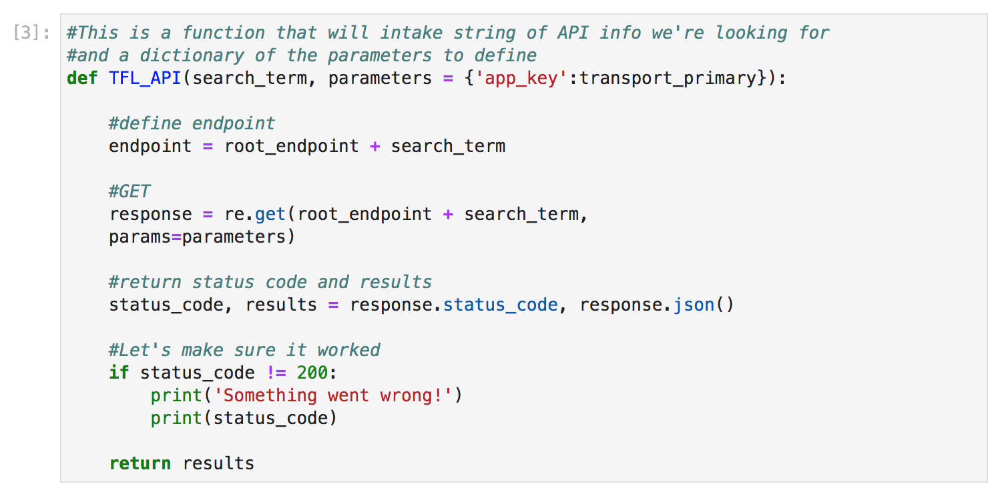 [3]:
#This is a function that will intake string of API info we're looking for
#and a dictionary of the parameters to define
def TFL_API(search_term, parameters = {'app_key':transport_primary}):
#define endpoint
endpoint = root_endpoint + search_term
#GET
response = re.get(root_endpoint + search_term,
params=parameters)
#return status code and results
status_code, results = response.status_code, response.json()
#Let's make sure it worked
if status_code != 200:
print('Something went wrong!')
print(status_code)
return results